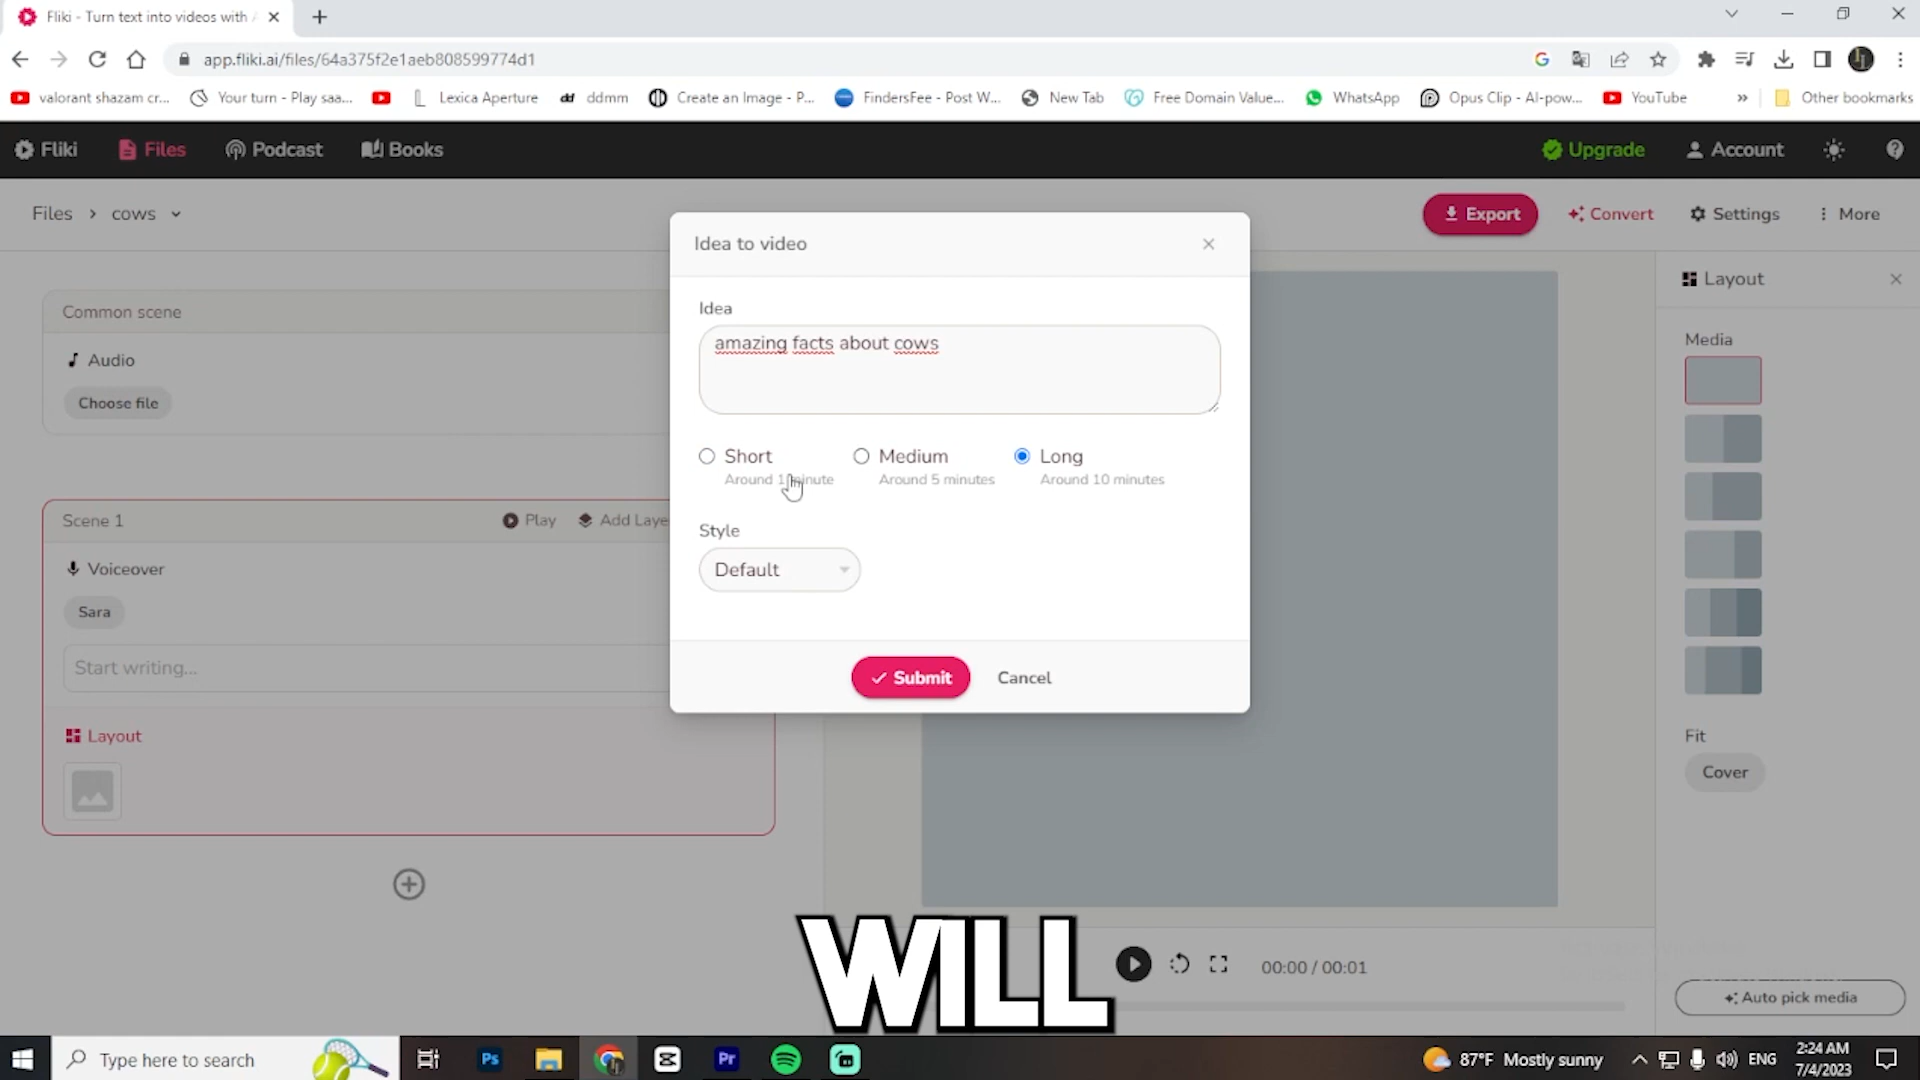 Fliki - Turn text into videos with A
app.fliki.ai/files/64a375f2e1aeb808599774d1
valorant shazam cr...
Your turn - Play saa...
Lexica Aperture
dd
ddmm
Create an Image - P...
FindersFee - Post W...
New Tab
Free Domain Value...
WhatsApp
Opus Clip - AI-pow...
YouTube
»
Other bookmarks
Fliki
Files
Podcast
Books
Upgrade
Account
Files > cows
Export
Convert
Settings
More
Common scene
Audio
Choose file
Scene 1
Play
Add Laye
Voiceover
Sara
Start writing...
Layout
Idea to video
Idea
amazing facts about cows
Short
Medium
Long
Around 1 minute
Around 5 minutes
Around 10 minutes
Style
Default
Submit
Cancel
Layout
Media
Fit
Cover
WILL
00:00 / 00:01
Auto pick media
Type here to search
Ps
Pr
87°F Mostly sunny
ENG
2:24 AM
7/4/2023